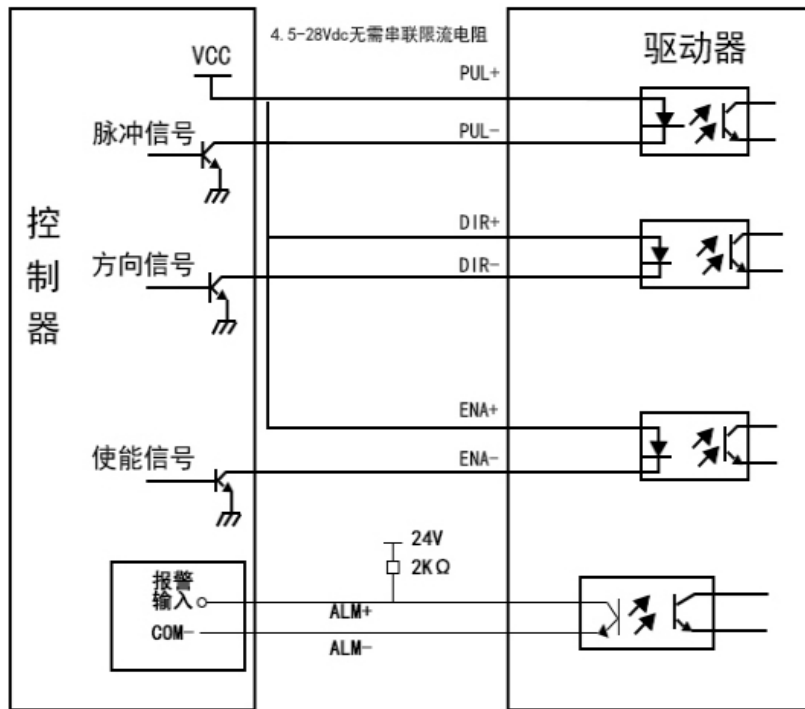 4.5-28Vdc无需串联限流电阻
VCC
驱动器
PUL+
脉冲信号
PUL-
控制器
DIR+
方向信号
DIR-
ENA+
使能信号
ENA-
24V
2KΩ
报警
输入
ALM+
COM-
ALM-